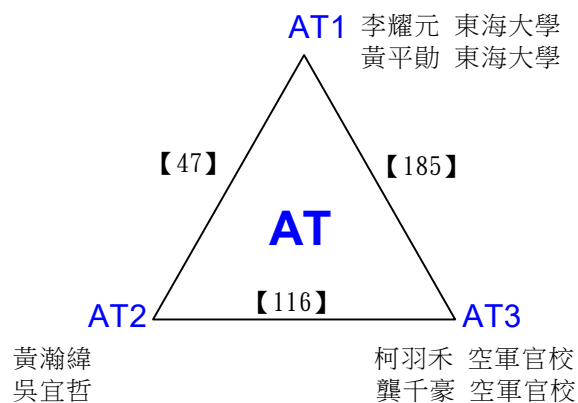 AT1 李耀元 東海大學
黃平勛 東海大學
【47】
【185】
AT
【116】
AT2
AT3
黃瀚緯
吳宜哲
柯羽禾 空軍官校
龔千豪 空軍官校